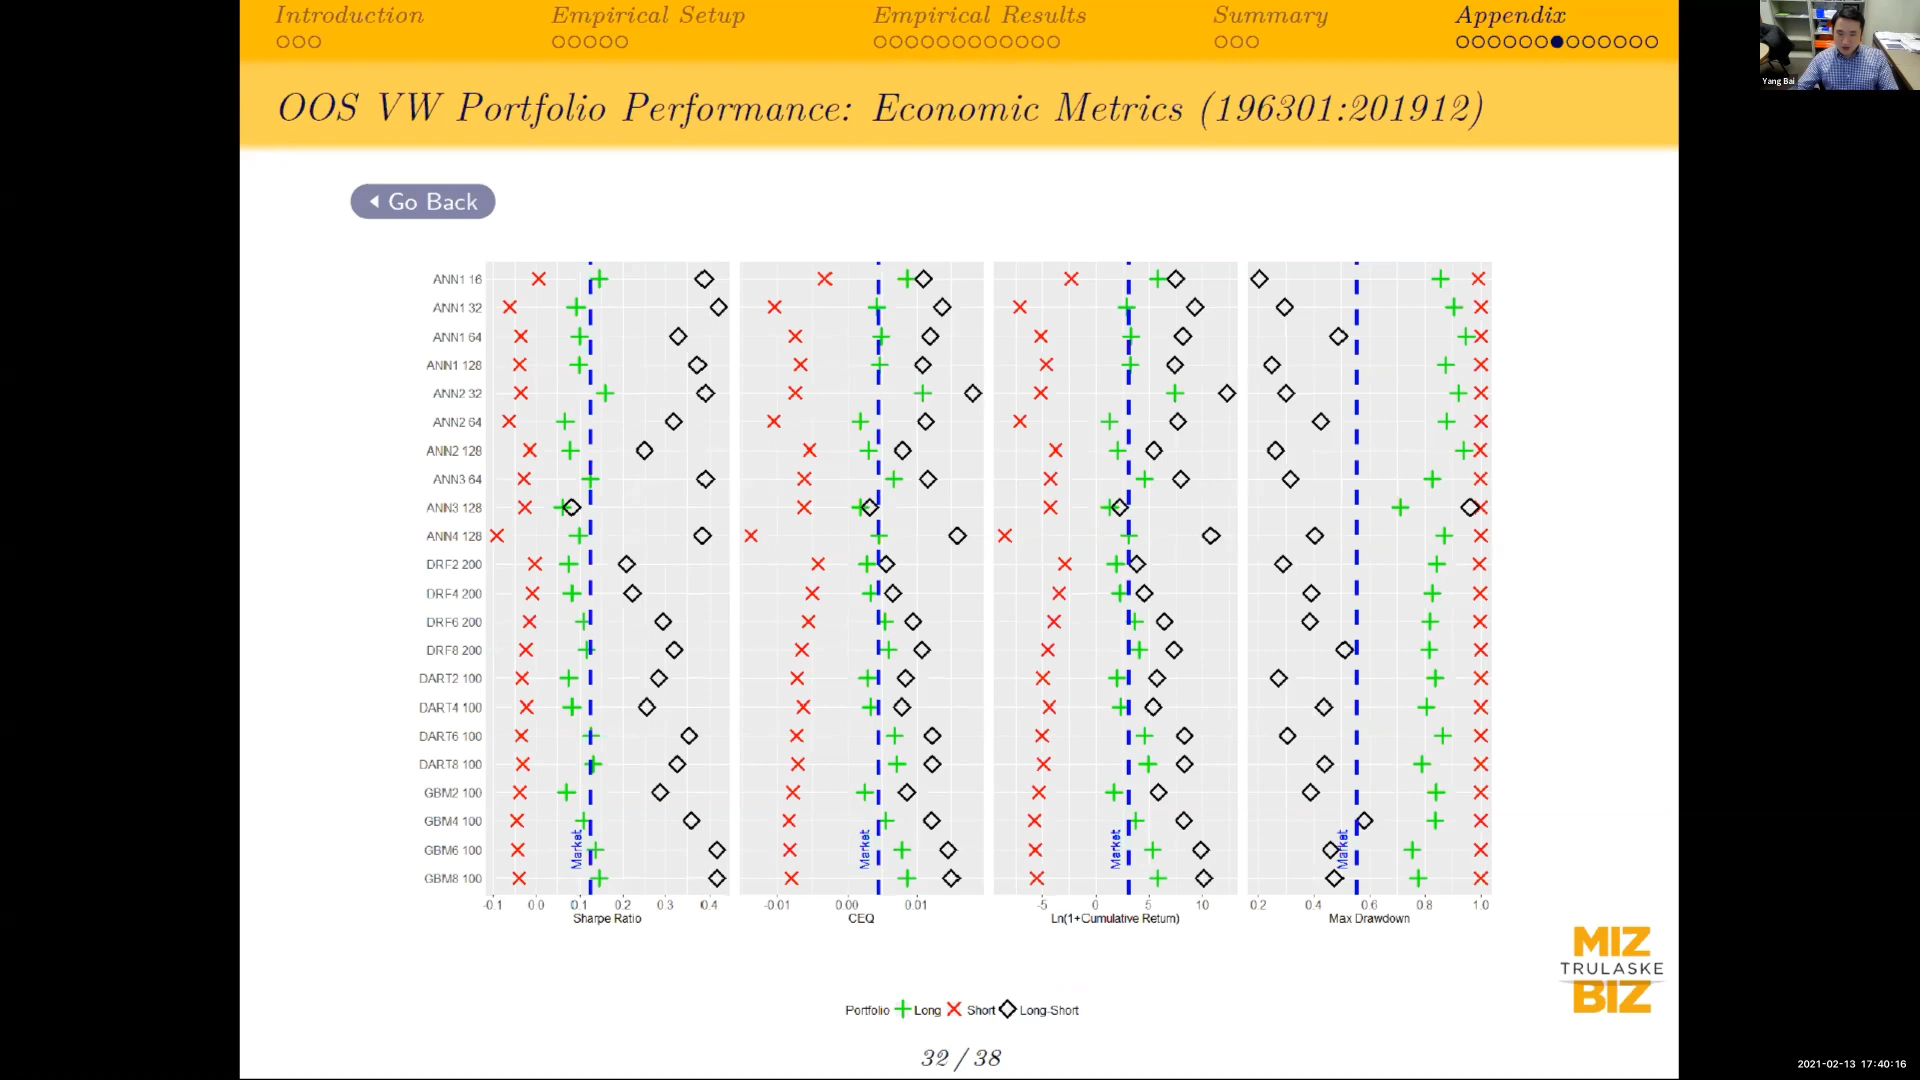 Introduction Empirical Setup Empirical Results Summary Appendix
OOS VW Portfolio Performance: Economic Metrics (196301:201912)
Go Back
ANN1 16
ANN1 32
ANN1 64
ANN1 128
ANN2 32
ANN2 64
ANN2 128
ANN3 64
ANN3 128
ANN4 128
DRF2 200
DRF4 200
DRF6 200
DRF8 200
DART2 100
DART4 100
DART6 100
DART8 100
GBM2 100
GBM4 100
GBM6 100
GBM8 100
Market Market Market Market
-0.1 0.0 0.1 0.2 0.3 0.4 -0.01 0.00 0.01 -5 0 5 10 0.2 0.4 0.6 0.8 1.0
Sharpe Ratio CEQ Ln(1+Cumulative Return) Max Drawdown
Portfolio Long Short Long-Short
MIZ
TRULASKE
BIZ
32 / 38
Yang Bai
2021-02-13 17:40:16